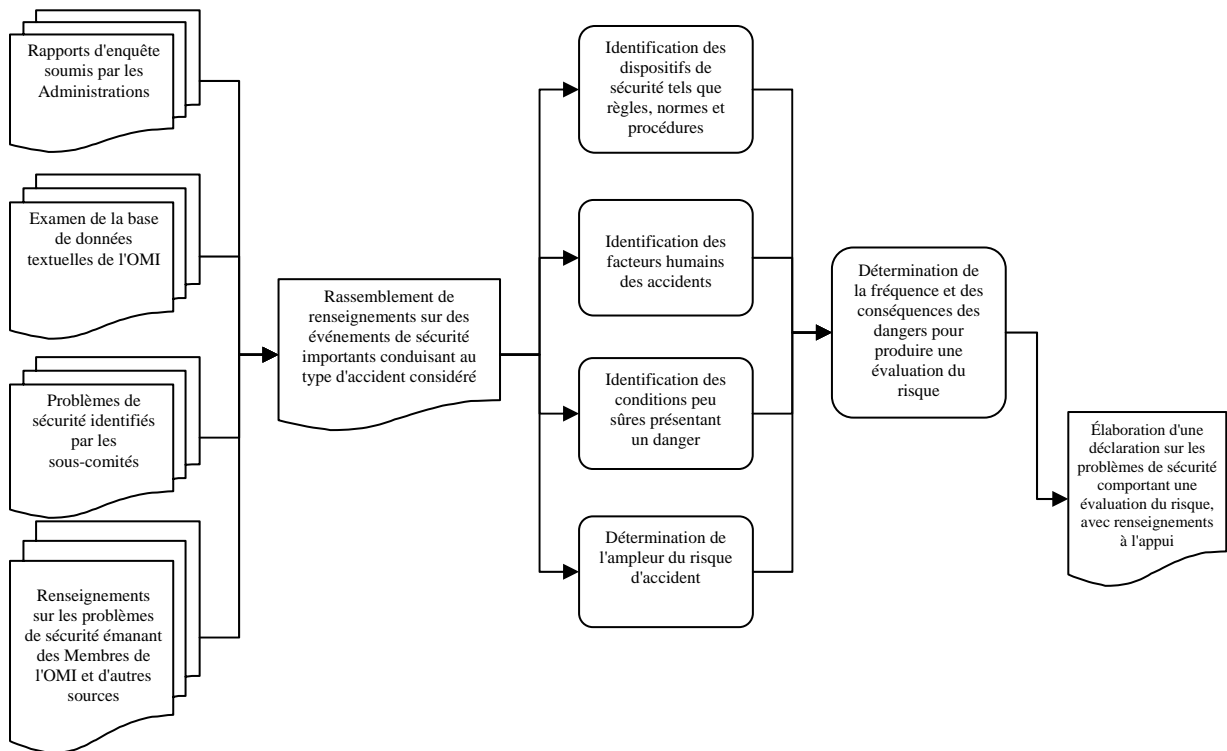 Rapports d'enquête
soumis par les
Administrations
Examen de la base
de données
textuelles de l'OMI
Problèmes de
sécurité identifiés
par les
sous-comités
Renseignements
sur les problèmes
de sécurité émanant
des Membres de
l'OMI et d'autres
sources
Rassemblement de
renseignements sur des
événements de sécurité
importants conduisant au
type d'accident considéré
Identification des
dispositifs de
sécurité tels que
règles, normes et
procédures
Identification des
facteurs humains
des accidents
Identification des
conditions peu
sûres présentant
un danger
Détermination de
l'ampleur du risque
d'accident
Détermination de
la fréquence et des
conséquences des
dangers pour
produire une
évaluation du
risque
Élaboration d'une
déclaration sur les
problèmes de sécurité
comportant une
évaluation du risque,
avec renseignements
à l'appui